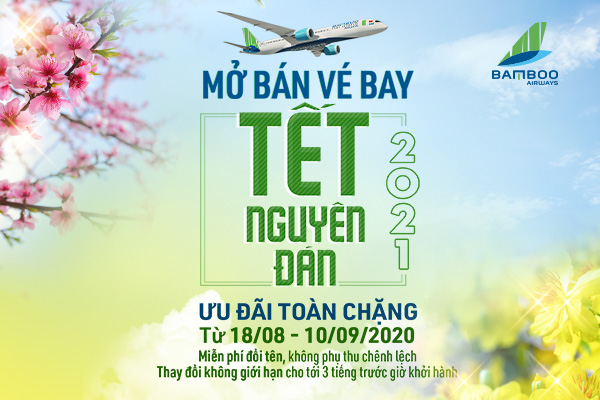 BAMBOO
AIRWAYS
MỞ BÁN VÉ BAY
TẾT
NGUYÊN
ĐÁN
2021
ƯU ĐÃI TOÀN CHẶNG
Từ 18/08 - 10/09/2020
Miễn phí đổi tên, không phụ thu chênh lệch
Thay đổi không giới hạn cho tới 3 tiếng trước giờ khởi hành